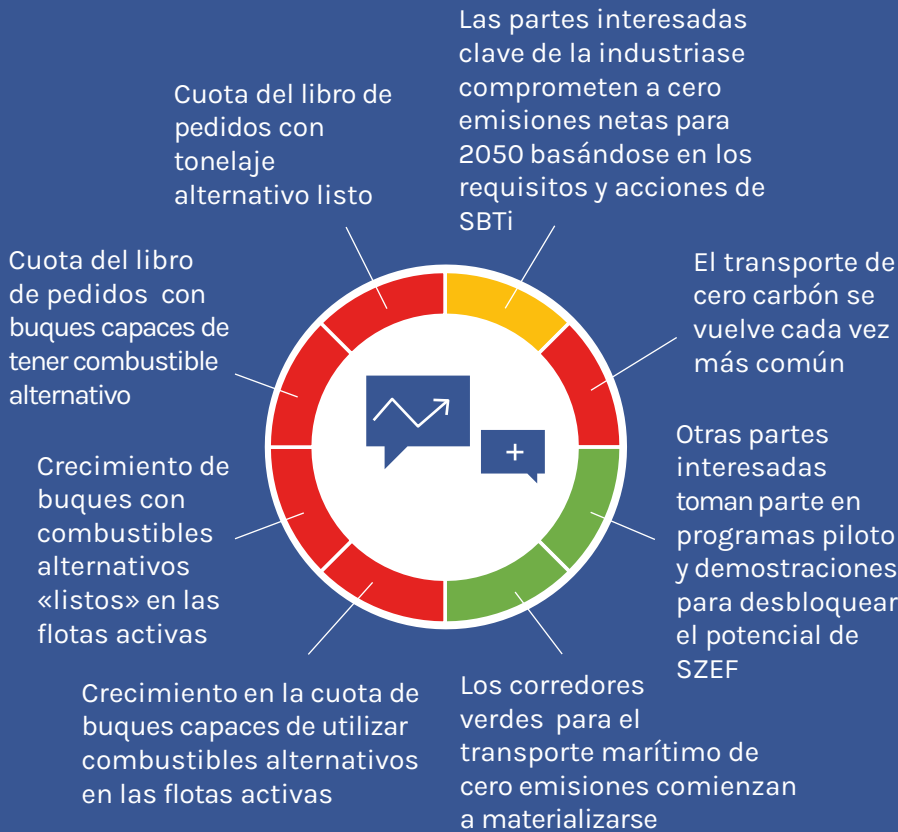 Las partes interesadas
clave de la industriase
comprometen a cero
emisiones netas para
2050 basándose en los
requisitos y acciones de
SBTi
El transporte de
cero carbón se
vuelve cada vez
más común
Otras partes
interesadas
toman parte en
programas piloto
y demostraciones
para desbloquear
el potencial de
SZEF
Los corredores
verdes para el
transporte marítimo de
cero emisiones comienzan
a materializarse
Crecimiento en la cuota de
buques capaces de utilizar
combustibles alternativos
en las flotas activas
Crecimiento de
buques con
combustibles
alternativos
«listos» en las
flotas activas
Cuota del libro
de pedidos con
buques capaces de
tener combustible
alternativo
Cuota del libro de
pedidos con
tonelaje
alternativo listo
+